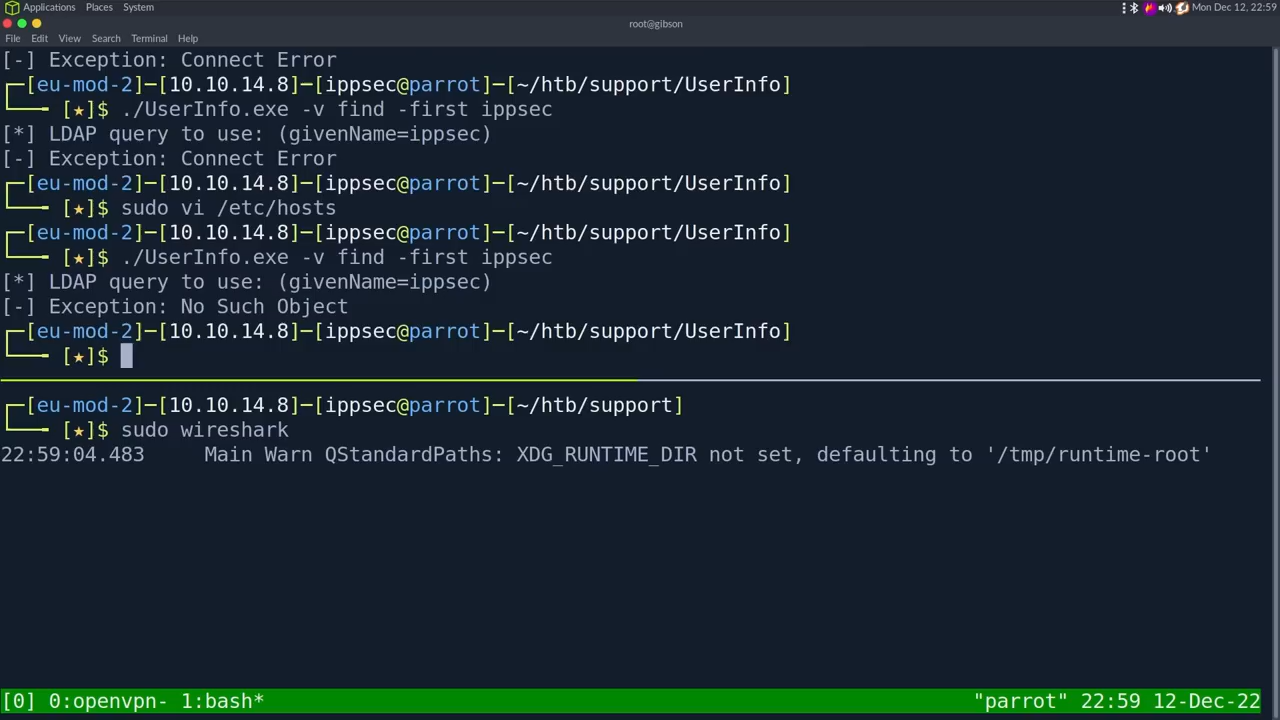 Applications Places System Mon Dec 12, 22:59
root@gibson
File Edit View Search Terminal Help
[-] Exception: Connect Error
┌─[eu-mod-2]─[10.10.14.8]─[ippsec@parrot]─[~/htb/support/UserInfo]
└──╼ [★]$ ./UserInfo.exe -v find -first ippsec
[*] LDAP query to use: (givenName=ippsec)
[-] Exception: Connect Error
┌─[eu-mod-2]─[10.10.14.8]─[ippsec@parrot]─[~/htb/support/UserInfo]
└──╼ [★]$ sudo vi /etc/hosts
┌─[eu-mod-2]─[10.10.14.8]─[ippsec@parrot]─[~/htb/support/UserInfo]
└──╼ [★]$ ./UserInfo.exe -v find -first ippsec
[*] LDAP query to use: (givenName=ippsec)
[-] Exception: No Such Object
┌─[eu-mod-2]─[10.10.14.8]─[ippsec@parrot]─[~/htb/support/UserInfo]
└──╼ [★]$
┌─[eu-mod-2]─[10.10.14.8]─[ippsec@parrot]─[~/htb/support]
└──╼ [★]$ sudo wireshark
22:59:04.483     Main Warn QStandardPaths: XDG_RUNTIME_DIR not set, defaulting to '/tmp/runtime-root'
[0] 0:openvpn- 1:bash* "parrot" 22:59 12-Dec-22